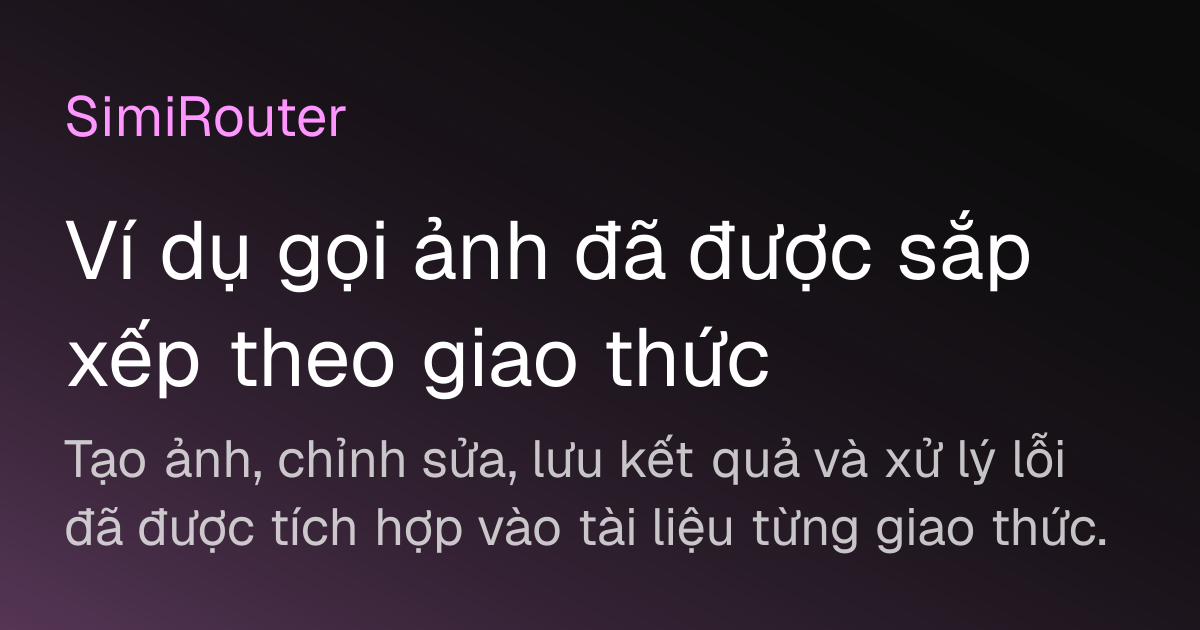 SimiRouter
Ví dụ gọi ảnh đã được sắp
xếp theo giao thức
Tạo ảnh, chỉnh sửa, lưu kết quả và xử lý lỗi
đã được tích hợp vào tài liệu từng giao thức.